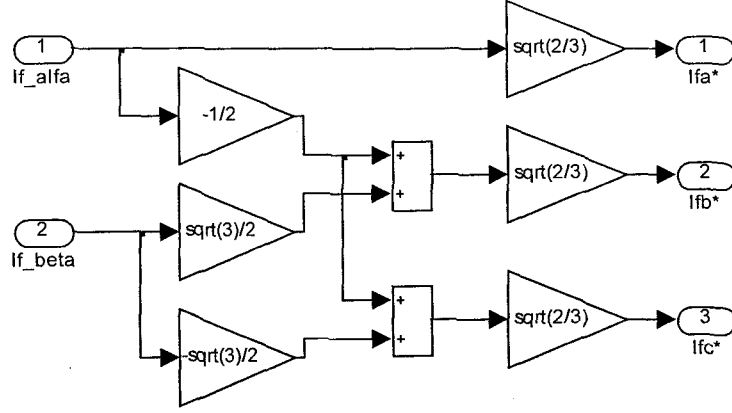 1
If_alfa
sqrt(2/3)
1
Ifa*
-1/2
+
+
sqrt(2/3)
2
Ifb*
2
If_beta
sqrt(3)/2
+
+
sqrt(2/3)
3
Ifc*
-sqrt(3)/2